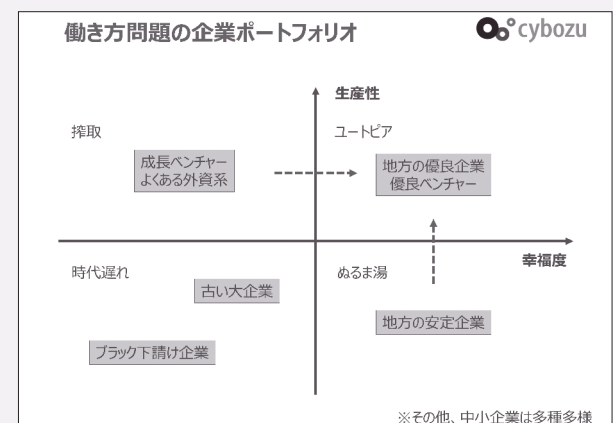 働き方問題の企業ポートフォリオ
cybozu
生産性
搾取
ユートピア
成長ベンチャー
よくある外資系
地方の優良企業
優良ベンチャー
幸福度
時代遅れ
ぬるま湯
古い大企業
地方の安定企業
ブラック下請け企業
※その他、中小企業は多種多様